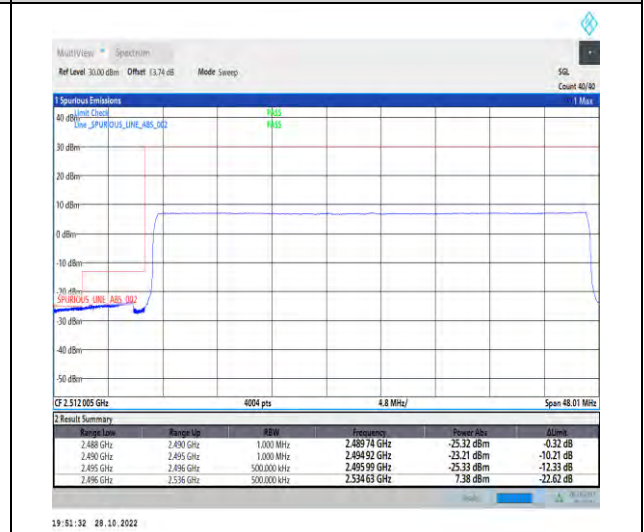 MultiView Spectrum
Ref Level 30.00 dBm Offset 13.74 dB Mode Sweep SGL
Count 40/40
1 Spurious Emissions 1 Max
Limit Check PASS
40 dBm
Line _SPURIOUS_LINE_ABS_002 PASS
30 dBm
20 dBm
10 dBm
0 dBm
-10 dBm
-20 dBm
SPURIOUS_LINE_ABS_002
-30 dBm
-40 dBm
-50 dBm
CF 2.512 005 GHz 4004 pts 4.8 MHz/ Span 48.01 MHz
2 Result Summary
Range Low Range Up RBW Frequency Power Abs ΔLimit
2.488 GHz 2.490 GHz 1.000 MHz 2.489 74 GHz -25.32 dBm -0.32 dB
2.490 GHz 2.495 GHz 1.000 MHz 2.494 92 GHz -23.21 dBm -10.21 dB
2.495 GHz 2.496 GHz 500.000 kHz 2.495 99 GHz -25.33 dBm -12.33 dB
2.496 GHz 2.536 GHz 500.000 kHz 2.534 63 GHz 7.38 dBm -22.62 dB
19:51:32 28.10.2022